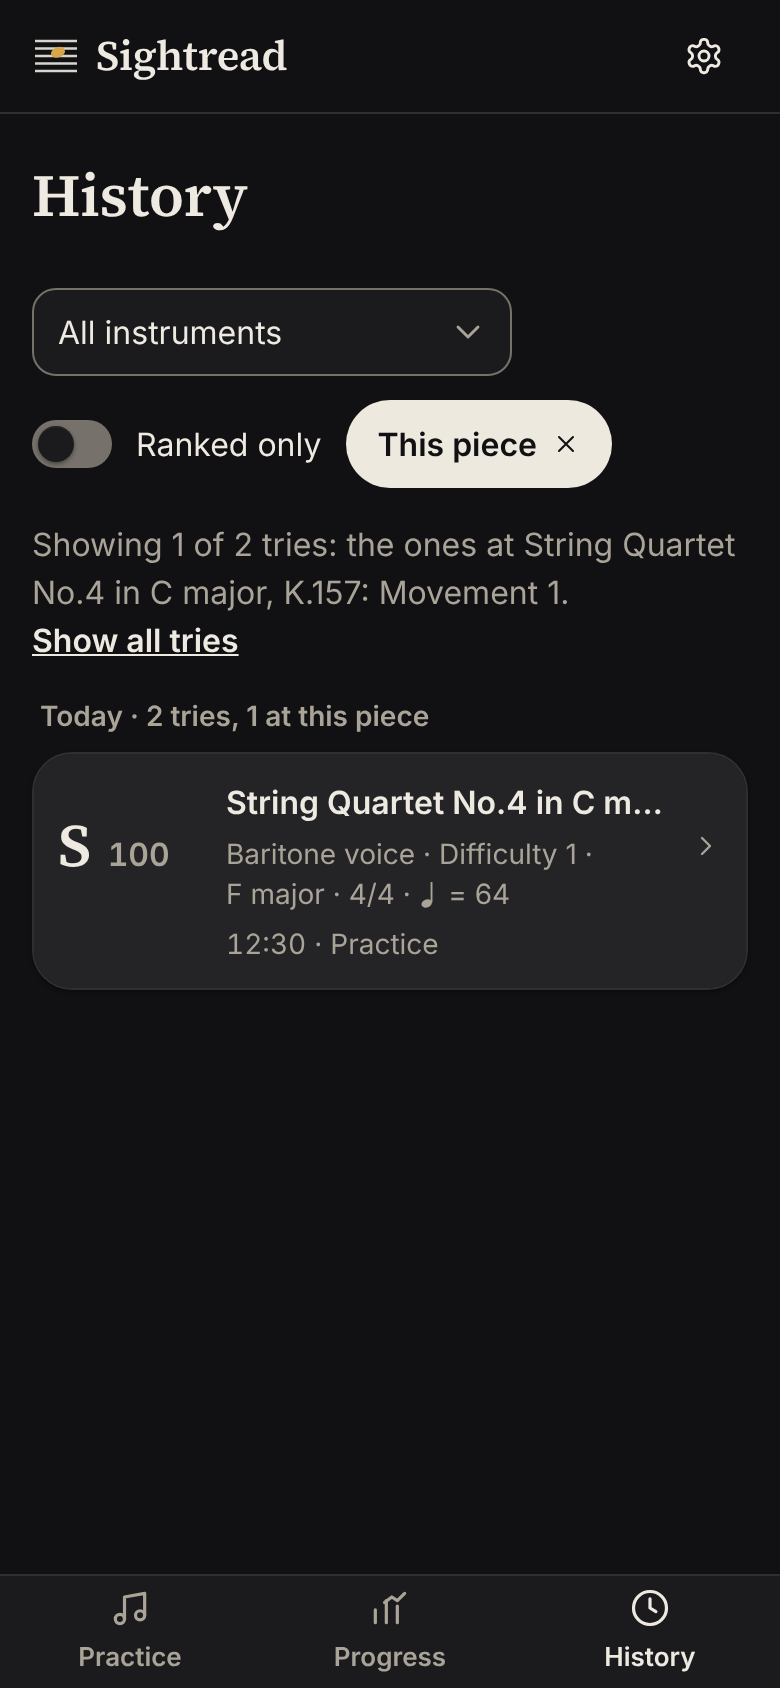 Sightread
History
All instruments
Ranked only
This piece ×
Showing 1 of 2 tries: the ones at String Quartet
No.4 in C major, K.157: Movement 1.
Show all tries
Today · 2 tries, 1 at this piece
String Quartet No.4 in C m...
S 100
Baritone voice · Difficulty 1 ·
F major · 4/4 · ♩ = 64
12:30 · Practice
Practice
Progress
History